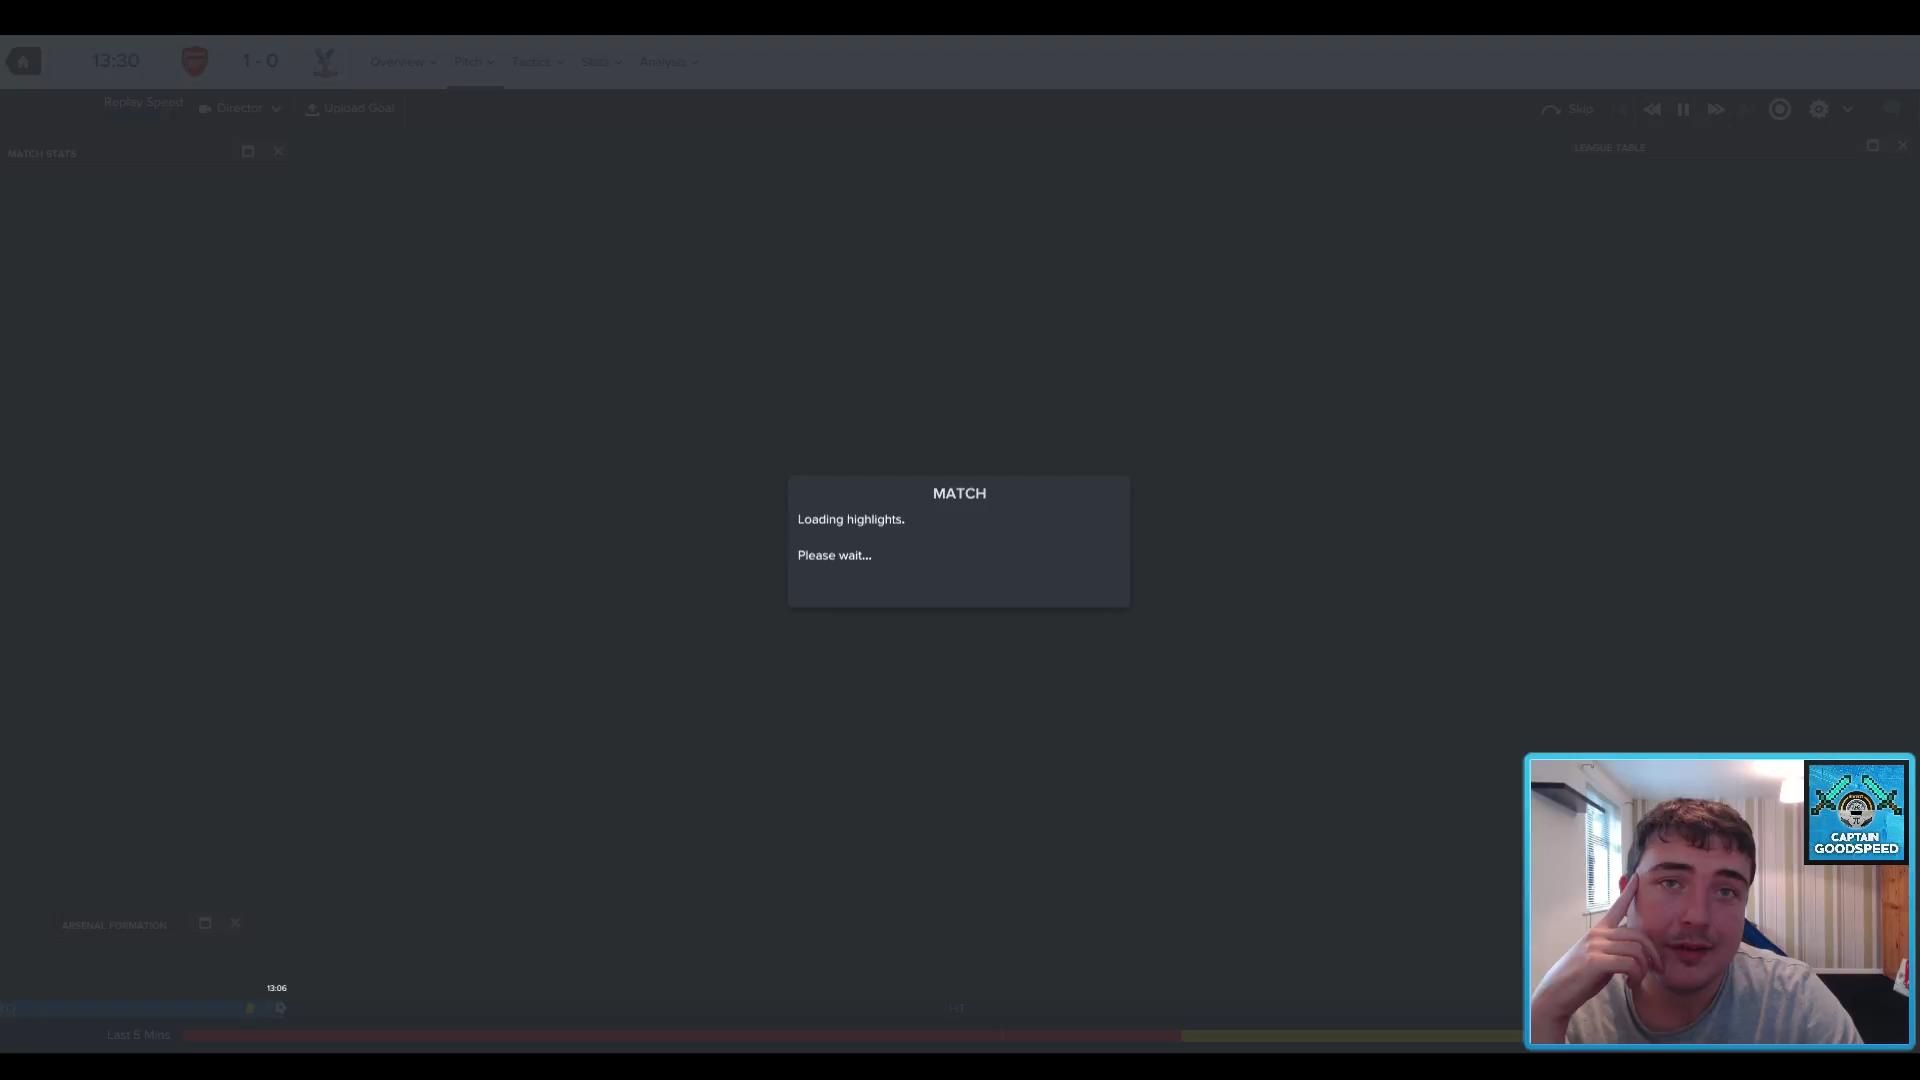 13:30
1 - 0
Overview
Pitch
Tactics
Stats
Analysis
Replay Speed
Director
Upload Goal
Skip
MATCH STATS
LEAGUE TABLE
MATCH
Loading highlights.
Please wait...
CAPTAIN
GOODSPEED
ARSENAL FORMATION
13:06
HT
Last 5 Mins